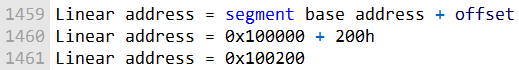 1459 Linear address = segment base address + offset
1460 Linear address = 0x100000 + 200h
1461 Linear address = 0x100200